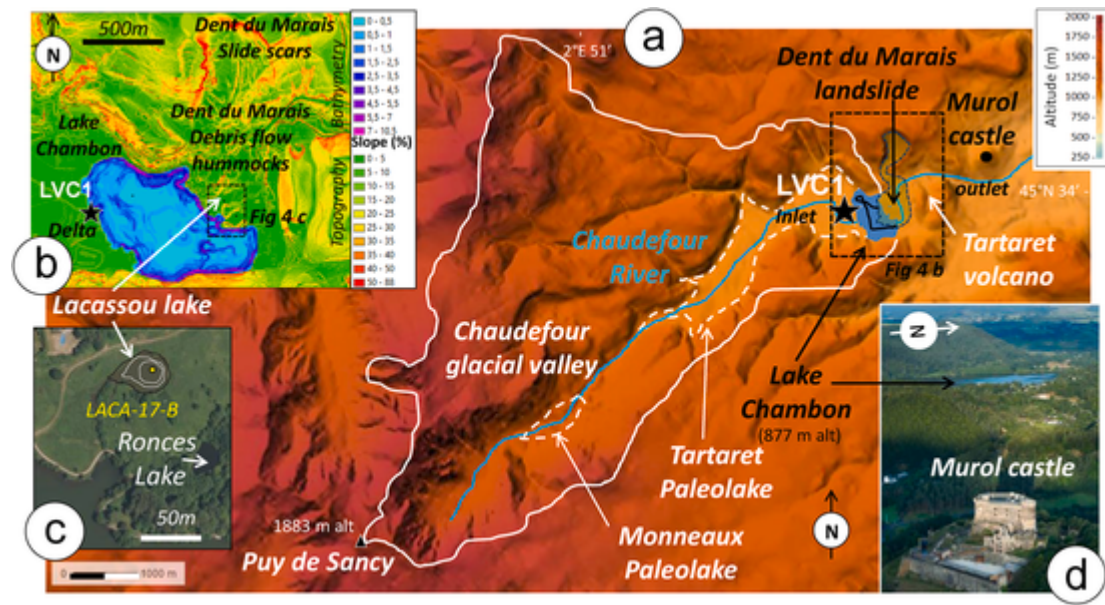 a
b
c
d
N
500m
Dent du Marais
Slide scars
Dent du Marais
Debris flow
hummocks
Lake
Chambon
LVC1
Delta
Fig 4 c
Bathymetry
0 - 0,5
0,5 - 1
1 - 1,5
1,5 - 2,5
2,5 - 3,5
3,5 - 4,5
4,5 - 5,5
5,5 - 7
7 - 10,5
Slope (%)
Topography
0 - 5
5 - 10
10 - 15
15 - 20
20 - 25
25 - 30
30 - 35
35 - 40
40 - 50
50 - 88
Lacassou lake
LACA-17-B
Ronces
Lake
50m
0
1000 m
2°E 51'
Dent du Marais
landslide
Murol
castle
Altitude (m)
2000
1750
1500
1250
1000
750
500
250
LVC1
Inlet
outlet
45°N 34'
Fig 4 b
Tartaret
volcano
Chaudefour
River
Chaudefour
glacial valley
Lake
Chambon
(877 m alt)
Tartaret
Paleolake
Monneaux
Paleolake
1883 m alt
Puy de Sancy
N
N
Murol castle